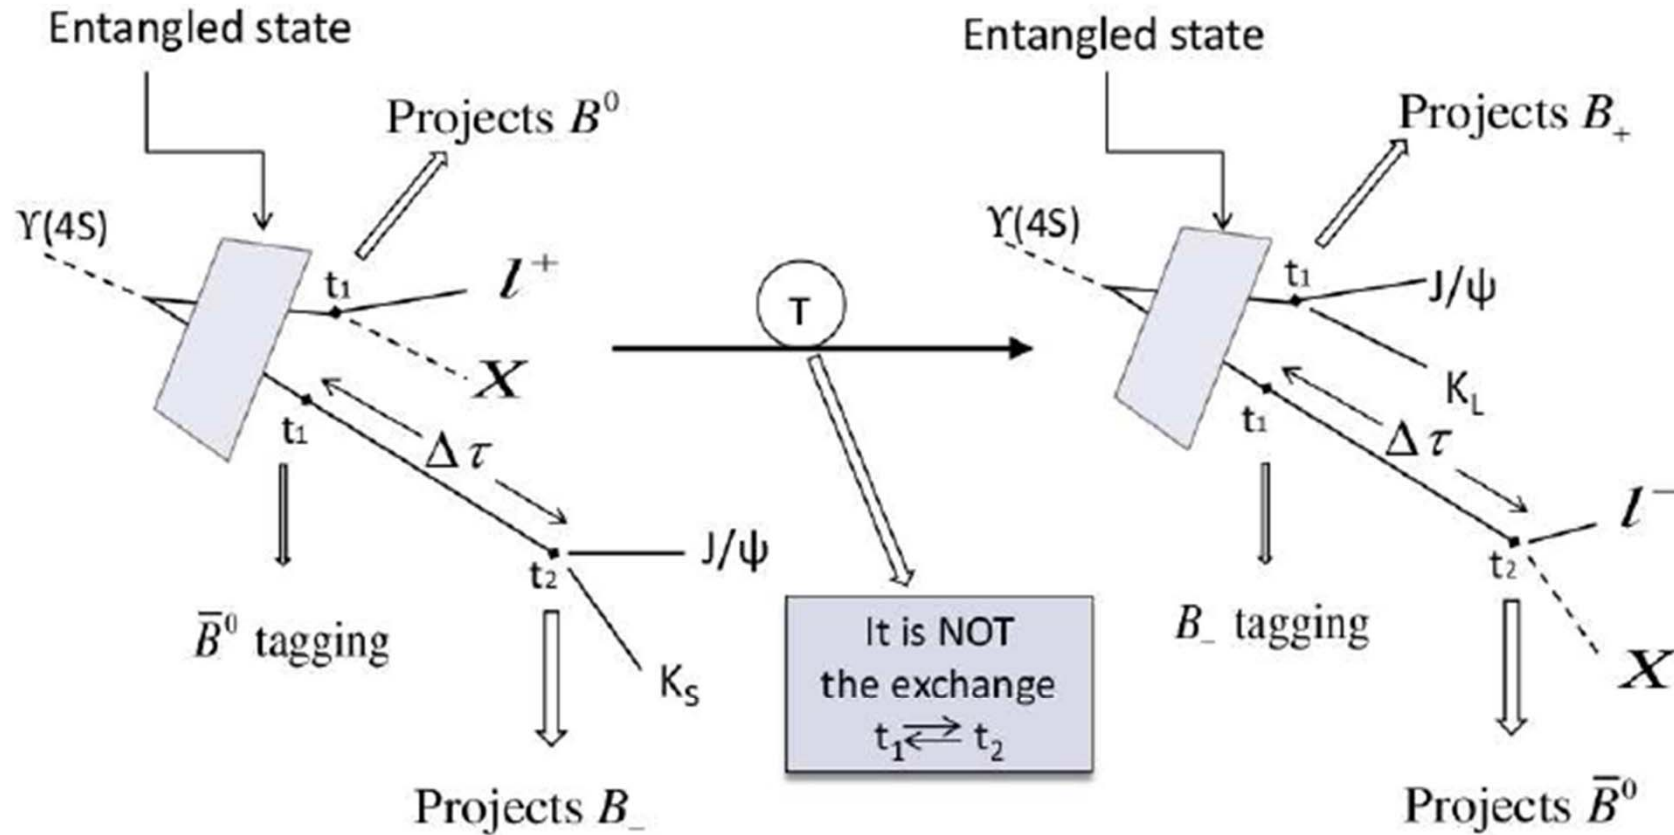 Entangled state
Projects B⁰
ϒ(4S)
t₁
l⁺
X
t₁
Δτ
B̅⁰ tagging
t₂
J/ψ
K_S
Projects B₋
T
It is NOT
the exchange
t₁⇄t₂
Entangled state
Projects B₊
ϒ(4S)
t₁
J/ψ
K_L
t₁
Δτ
B₋ tagging
l⁻
t₂
X
Projects B̅⁰